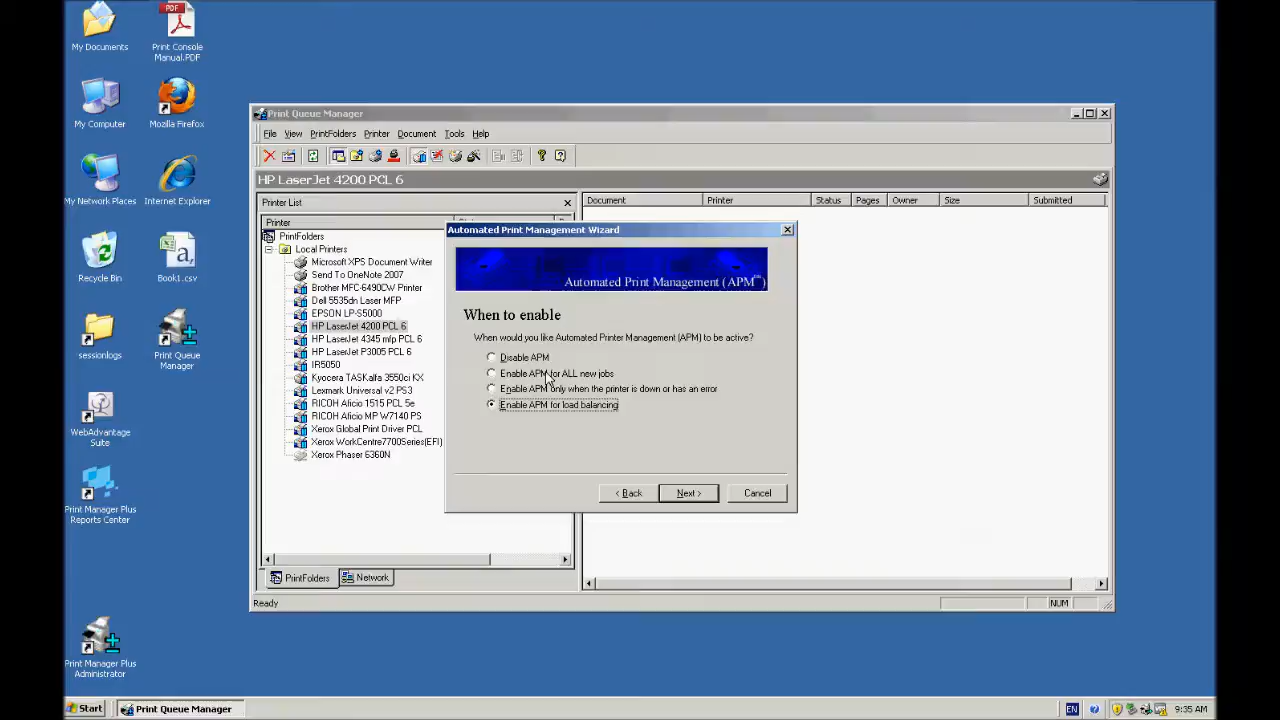 My Documents
Print Console
Manual.PDF
My Computer
Mozilla Firefox
My Network Places
Internet Explorer
Recycle Bin
Book1.csv
sessionlogs
Print Queue
Manager
WebAdvantage
Suite
Print Manager Plus
Reports Center
Print Manager Plus
Administrator
Print Queue Manager
File View PrintFolders Printer Document Tools Help
HP LaserJet 4200 PCL 6
Printer List
Printer
PrintFolders
Local Printers
Microsoft XPS Document Writer
Send To OneNote 2007
Brother MFC-6490CW Printer
Dell 5535dn Laser MFP
EPSON LP-S5000
HP LaserJet 4200 PCL 6
HP LaserJet 4345 mfp PCL 6
HP LaserJet P3005 PCL 6
IR5050
Kyocera TASKalfa 3550ci KX
Lexmark Universal v2 PS3
RICOH Aficio 1515 PCL 5e
RICOH Aficio MP W7140 PS
Xerox Global Print Driver PCL
Xerox WorkCentre7700Series(EFI)
Xerox Phaser 6360N
PrintFolders Network
Document Printer Status Pages Owner Size Submitted
Automated Print Management Wizard
Automated Print Management (APM™)
When to enable
When would you like Automated Printer Management (APM) to be active?
Disable APM
Enable APM for ALL new jobs
Enable APM only when the printer is down or has an error
Enable APM for load balancing
< Back Next > Cancel
Ready NUM
Start Print Queue Manager EN 9:35 AM